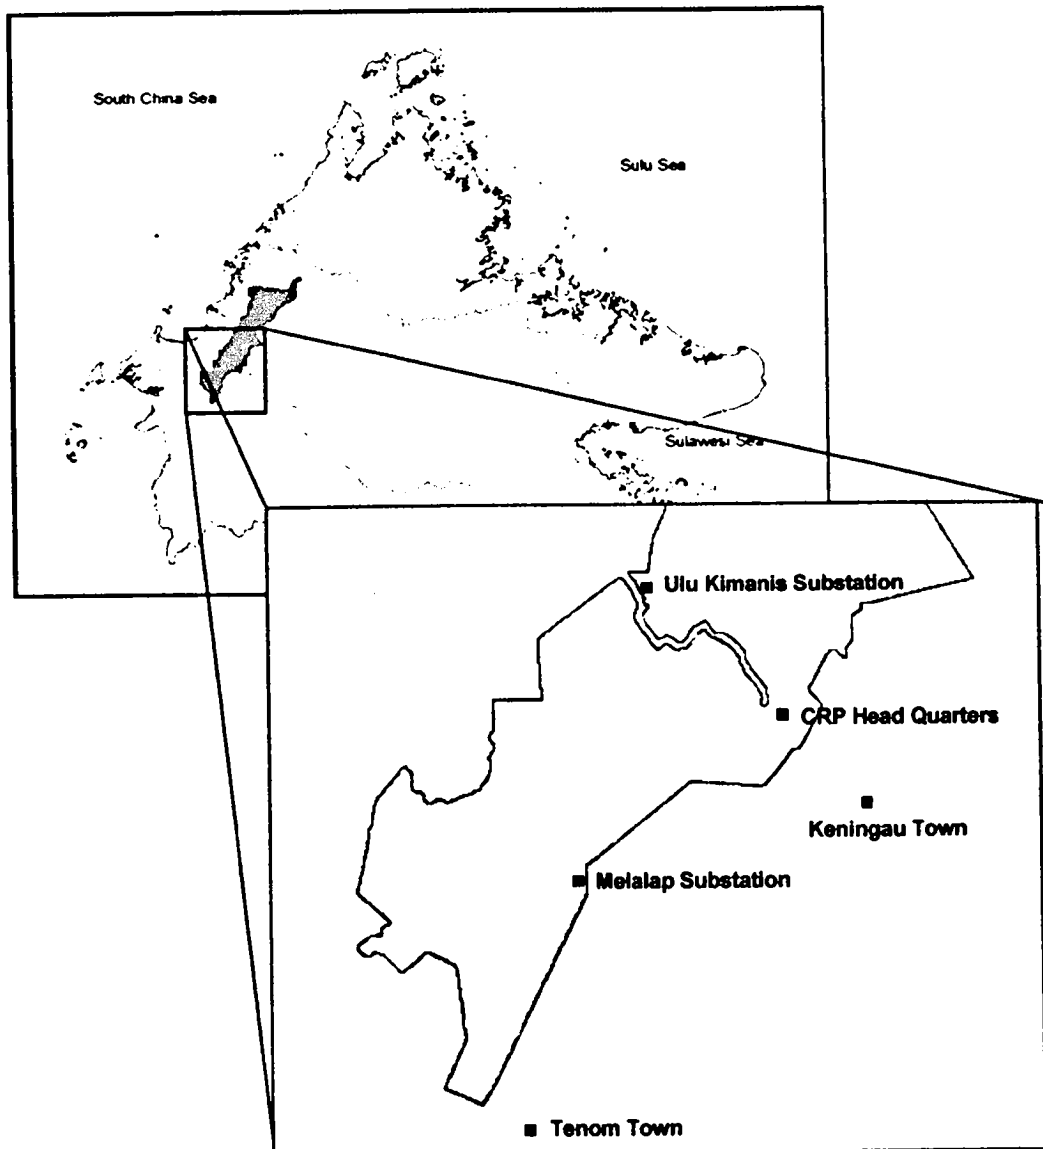 South China Sea
Sulu Sea
Sulawesi Sea
Ulu Kimanis Substation
CRP Head Quarters
Keningau Town
Melalap Substation
Tenom Town